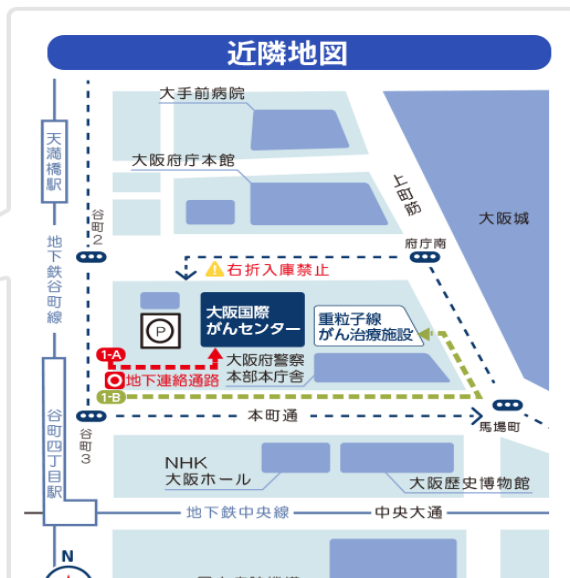 近隣地図
大手前病院
天満橋駅
大阪府庁本館
上町筋
大阪城
谷町2
府庁南
地下鉄谷町線
右折入庫禁止
大阪国際
がんセンター
重粒子線
がん治療施設
P
1-A
大阪府警察
本部本庁舎
地下連絡通路
1-B
本町通
馬場町
谷町3
谷町四丁目駅
NHK
大阪ホール
大阪歴史博物館
地下鉄中央線
中央大通
N